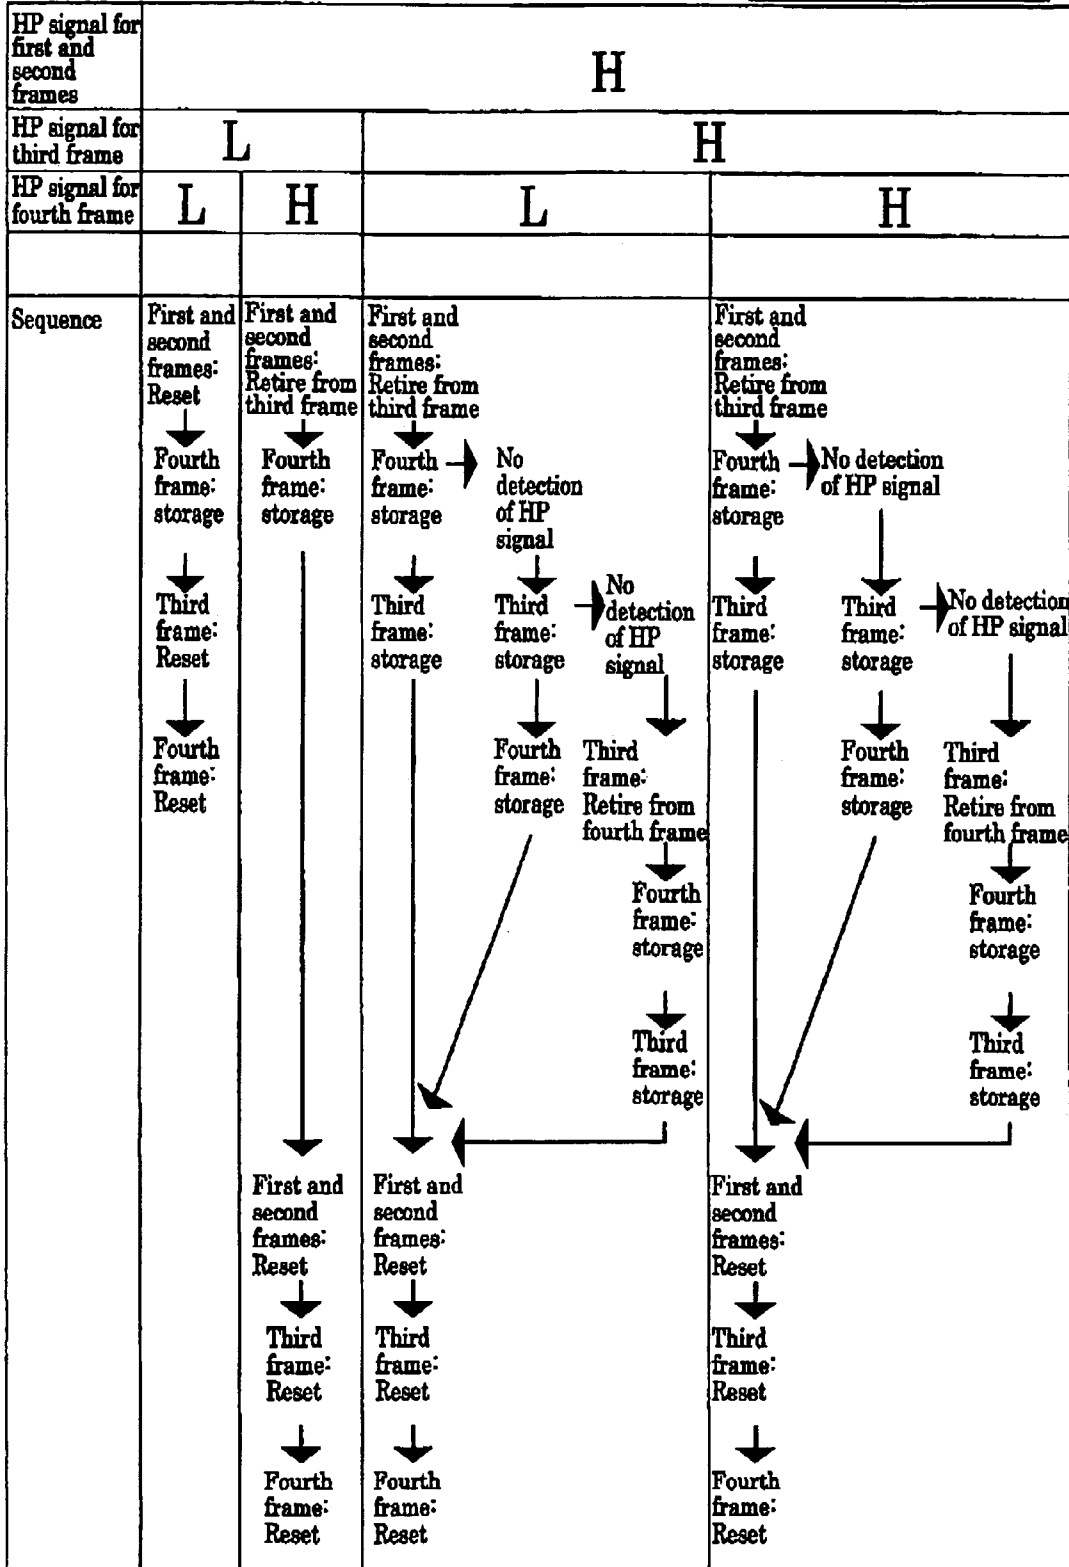 HP signal for
first and
second
frames
H
HP signal for
third frame
L
H
HP signal for
fourth frame
L
H
L
H
Sequence
First and
second
frames:
Reset
Fourth
frame:
storage
Third
frame:
Reset
Fourth
frame:
Reset
First and
second
frames:
Retire from
third frame
Fourth
frame:
storage
First and
second
frames:
Reset
Third
frame:
Reset
Fourth
frame:
Reset
First and
second
frames:
Retire from
third frame
Fourth
frame:
storage
Third
frame:
storage
No
detection
of HP
signal
Third
frame:
storage
Fourth
frame:
storage
No
detection
of HP
signal
Third
frame:
Retire from
fourth frame
Fourth
frame:
storage
Third
frame:
storage
First and
second
frames:
Reset
Third
frame:
Reset
Fourth
frame:
Reset
First and
second
frames:
Retire from
third frame
Fourth
frame:
storage
Third
frame:
storage
No detection
of HP signal
Third
frame:
storage
Fourth
frame:
storage
No detection
of HP signal
Third
frame:
Retire from
fourth frame
Fourth
frame:
storage
Third
frame:
storage
First and
second
frames:
Reset
Third
frame:
Reset
Fourth
frame:
Reset